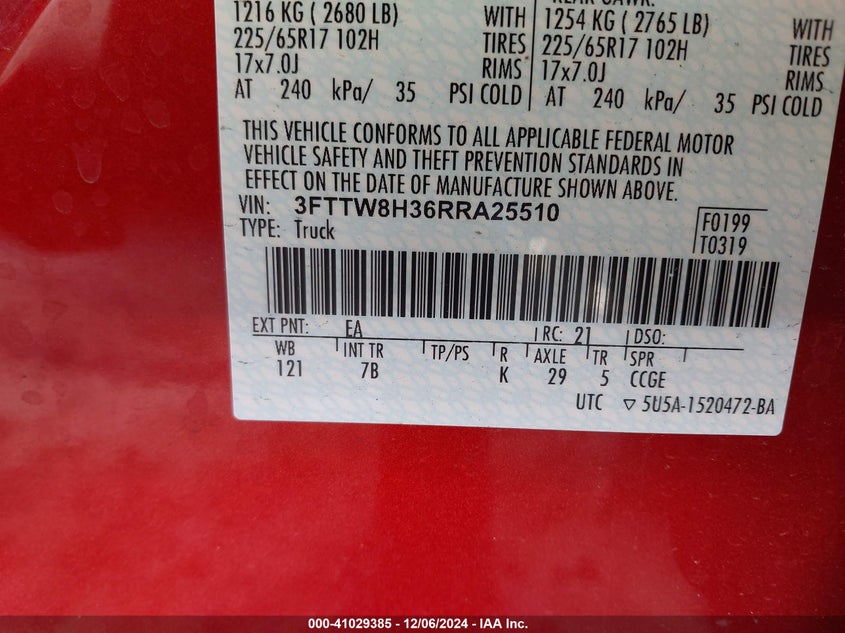 REAR GAWR:
1216 KG ( 2680 LB) WITH 1254 KG ( 2765 LB) WITH
225/65R17 102H TIRES 225/65R17 102H TIRES
17x7.0J RIMS 17x7.0J RIMS
AT 240 kPa/ 35 PSI COLD AT 240 kPa/ 35 PSI COLD
THIS VEHICLE CONFORMS TO ALL APPLICABLE FEDERAL MOTOR
VEHICLE SAFETY AND THEFT PREVENTION STANDARDS IN
EFFECT ON THE DATE OF MANUFACTURE SHOWN ABOVE.
VIN: 3FTTW8H36RRA25510 F0199
TYPE: Truck T0319
EXT PNT: EA RC: 21 DSO:
WB INT TR TP/PS R AXLE TR SPR
121 7B K 29 5 CCGE
UTC ▽ 5U5A-1520472-BA
000-41029385 - 12/06/2024 - IAA Inc.